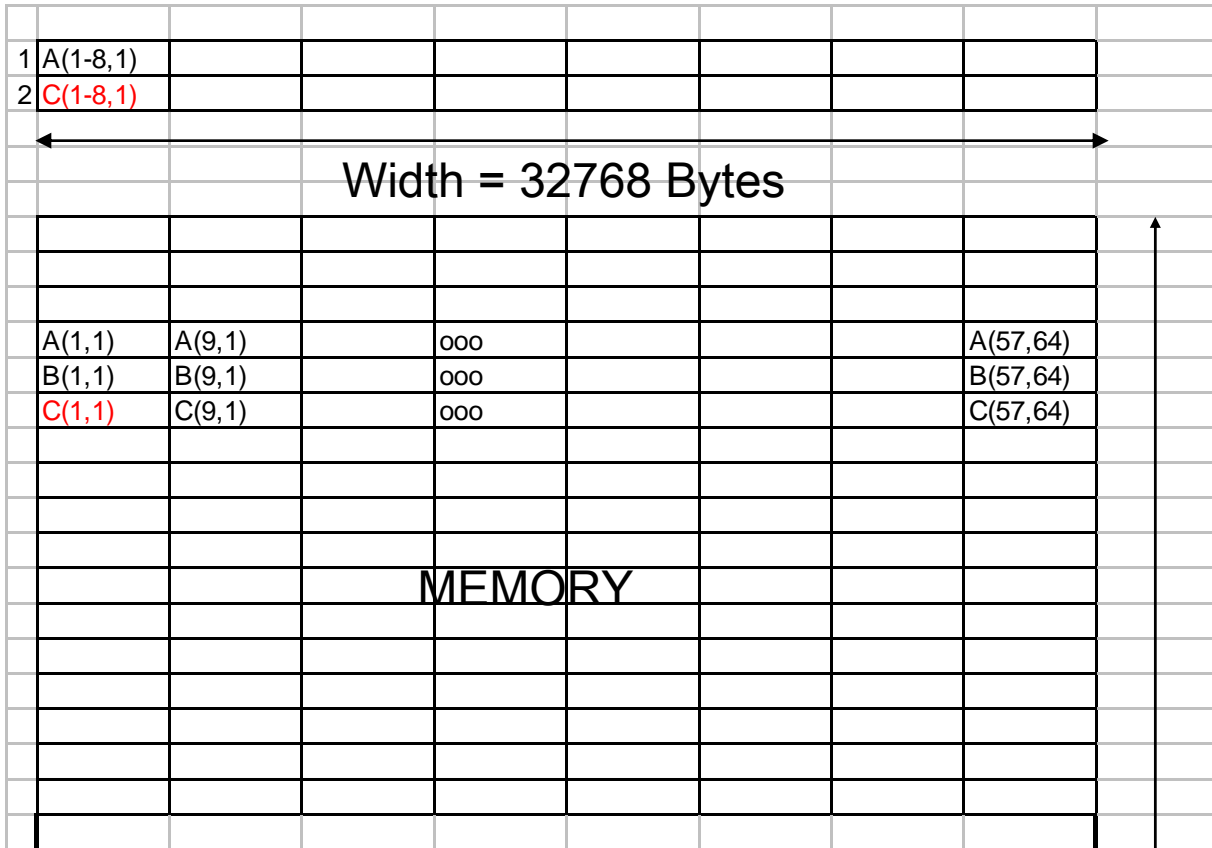 1 A(1-8,1)
2 C(1-8,1)
Width = 32768 Bytes
A(1,1) A(9,1) ooo A(57,64)
B(1,1) B(9,1) ooo B(57,64)
C(1,1) C(9,1) ooo C(57,64)
MEMORY